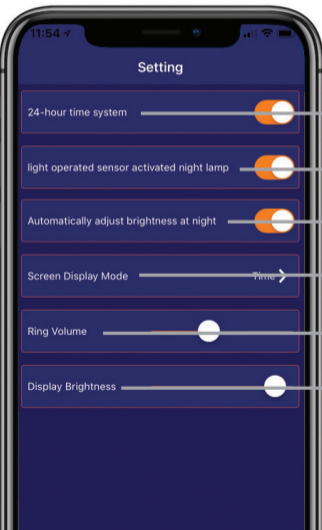 11:54
Setting
24-hour time system
light operated sensor activated night lamp
Automatically adjust brightness at night
Screen Display Mode Time
Ring Volume
Display Brightness